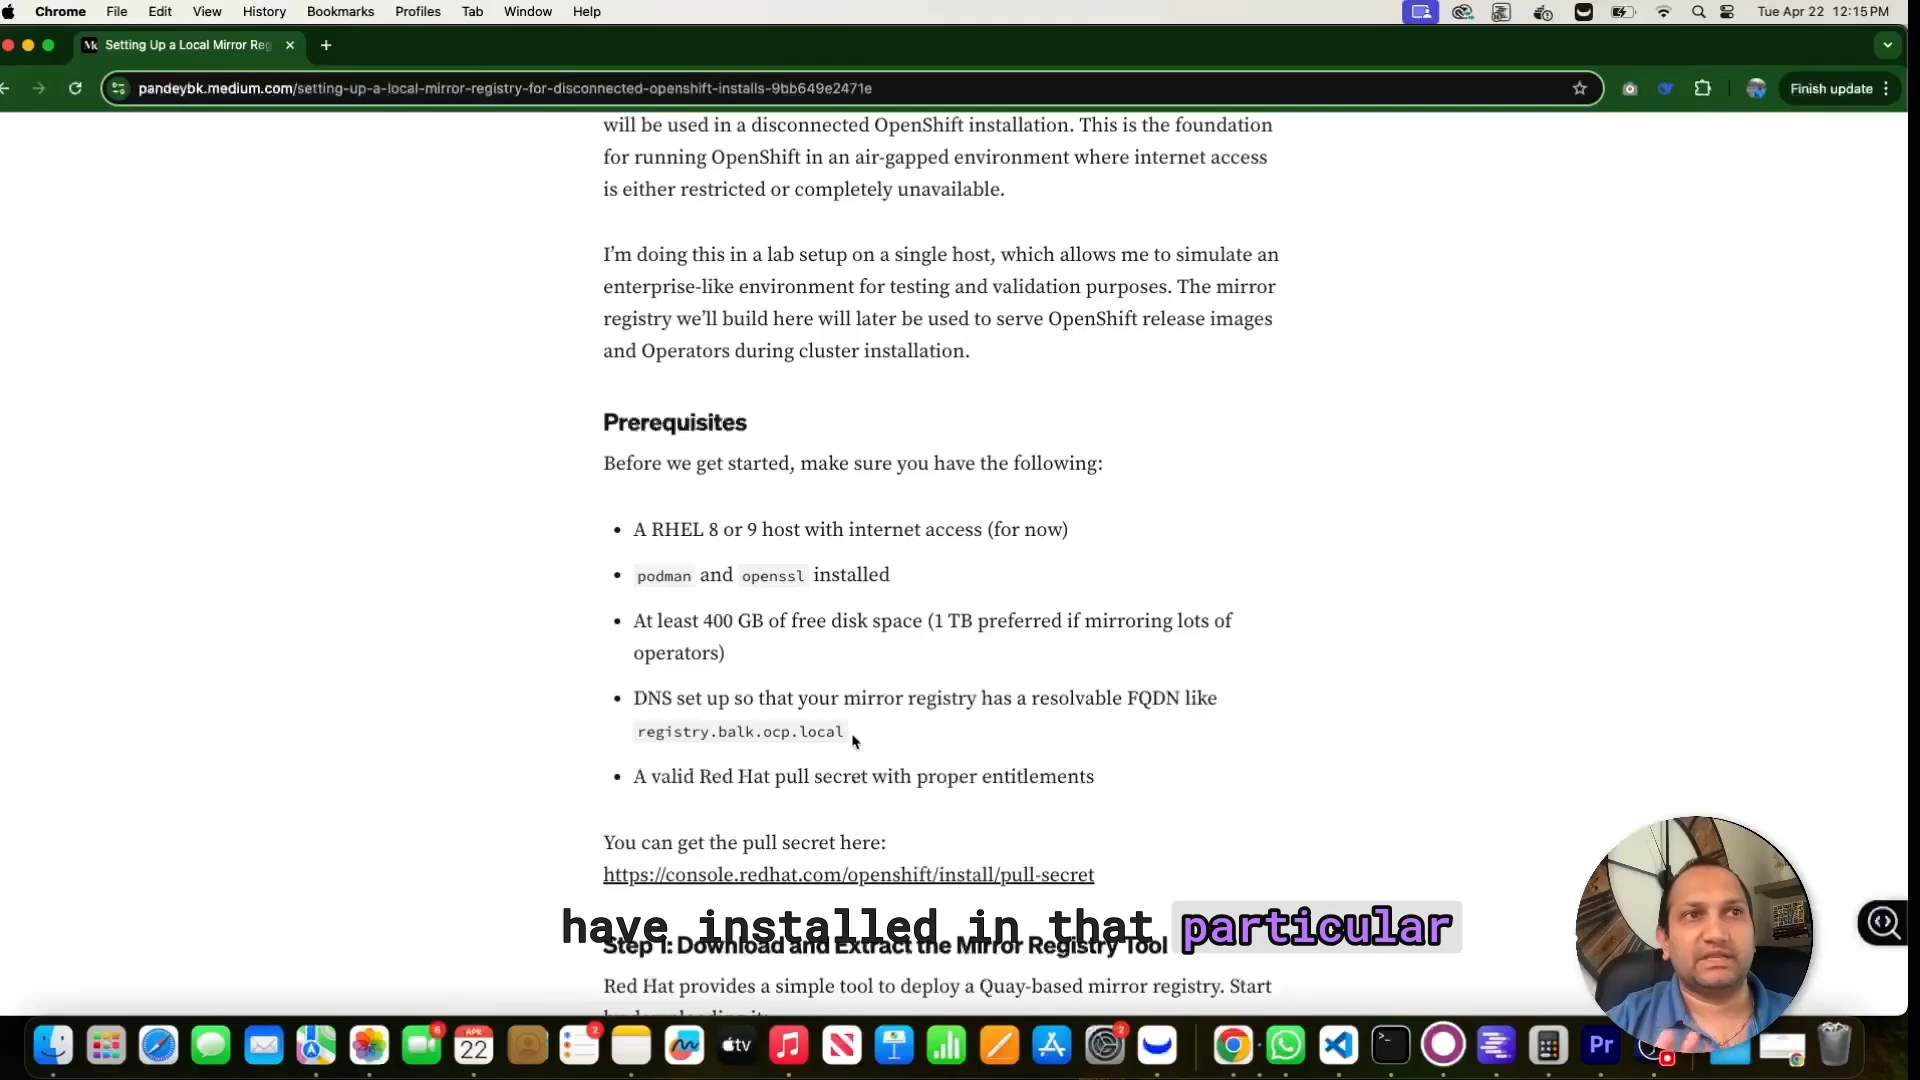 Chrome File Edit View History Bookmarks Profiles Tab Window Help
Tue Apr 22 12:15 PM
Setting Up a Local Mirror Reg
pandeybk.medium.com/setting-up-a-local-mirror-registry-for-disconnected-openshift-installs-9bb649e2471e
Finish update
will be used in a disconnected OpenShift installation. This is the foundation
for running OpenShift in an air-gapped environment where internet access
is either restricted or completely unavailable.
I’m doing this in a lab setup on a single host, which allows me to simulate an
enterprise-like environment for testing and validation purposes. The mirror
registry we’ll build here will later be used to serve OpenShift release images
and Operators during cluster installation.
Prerequisites
Before we get started, make sure you have the following:
• A RHEL 8 or 9 host with internet access (for now)
• podman and openssl installed
• At least 400 GB of free disk space (1 TB preferred if mirroring lots of
operators)
• DNS set up so that your mirror registry has a resolvable FQDN like
registry.balk.ocp.local
• A valid Red Hat pull secret with proper entitlements
You can get the pull secret here:
https://console.redhat.com/openshift/install/pull-secret
have installed in that particular
Step 1: Download and Extract the Mirror Registry Tool
Red Hat provides a simple tool to deploy a Quay-based mirror registry. Start
6
APR
22
2
tv
2
Pr